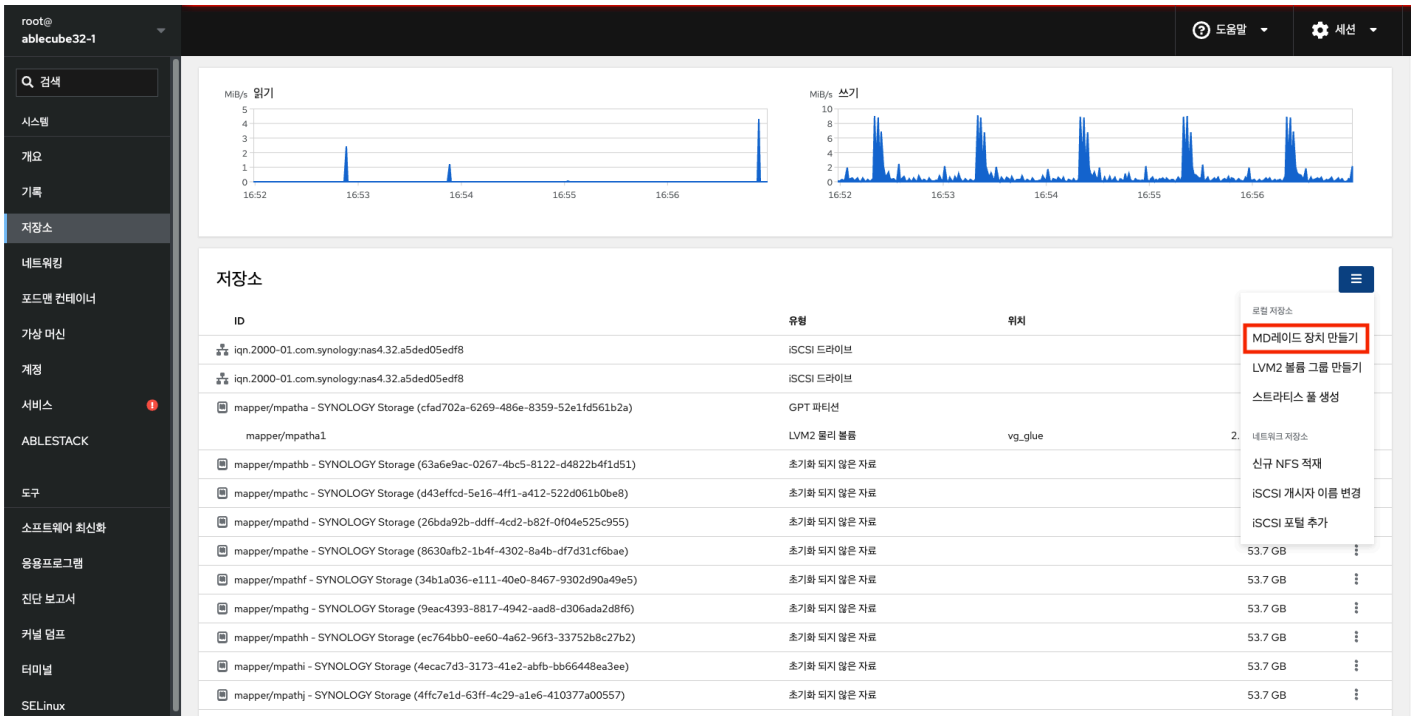 root@
ablecube32-1
도움말
세션
검색
시스템
개요
기록
저장소
네트워킹
포드맨 컨테이너
가상 머신
계정
서비스
ABLESTACK
도구
소프트웨어 최신화
응용프로그램
진단 보고서
커널 덤프
터미널
SELinux
MiB/s 읽기
5
4
3
2
1
0
16:52 16:53 16:54 16:55 16:56
MiB/s 쓰기
10
8
6
4
2
0
16:52 16:53 16:54 16:55 16:56
저장소
ID 유형 위치
iqn.2000-01.com.synology:nas4.32.a5ded05edf8 iSCSI 드라이브
iqn.2000-01.com.synology:nas4.32.a5ded05edf8 iSCSI 드라이브
mapper/mpatha - SYNOLOGY Storage (cfad702a-6269-486e-8359-52e1fd561b2a) GPT 파티션
mapper/mpatha1 LVM2 물리 볼륨 vg_glue 2.
mapper/mpathb - SYNOLOGY Storage (63a6e9ac-0267-4bc5-8122-d4822b4f1d51) 초기화 되지 않은 자료
mapper/mpathc - SYNOLOGY Storage (d43effcd-5e16-4ff1-a412-522d061b0be8) 초기화 되지 않은 자료
mapper/mpathd - SYNOLOGY Storage (26bda92b-ddff-4cd2-b82f-0f04e525c955) 초기화 되지 않은 자료
mapper/mpathe - SYNOLOGY Storage (8630afb2-1b4f-4302-8a4b-df7d31cf6bae) 초기화 되지 않은 자료 53.7 GB
mapper/mpathf - SYNOLOGY Storage (34b1a036-e111-40e0-8467-9302d90a49e5) 초기화 되지 않은 자료 53.7 GB
mapper/mpathg - SYNOLOGY Storage (9eac4393-8817-4942-aad8-d306ada2d8f6) 초기화 되지 않은 자료 53.7 GB
mapper/mpathh - SYNOLOGY Storage (ec764bb0-ee60-4a62-96f3-33752b8c27b2) 초기화 되지 않은 자료 53.7 GB
mapper/mpathi - SYNOLOGY Storage (4ecac7d3-3173-41e2-abfb-bb66448ea3ee) 초기화 되지 않은 자료 53.7 GB
mapper/mpathj - SYNOLOGY Storage (4ffc7e1d-63ff-4c29-a1e6-410377a00557) 초기화 되지 않은 자료 53.7 GB
로컬 저장소
MD레이드 장치 만들기
LVM2 볼륨 그룹 만들기
스트라티스 풀 생성
네트워크 저장소
신규 NFS 적재
iSCSI 개시자 이름 변경
iSCSI 포털 추가